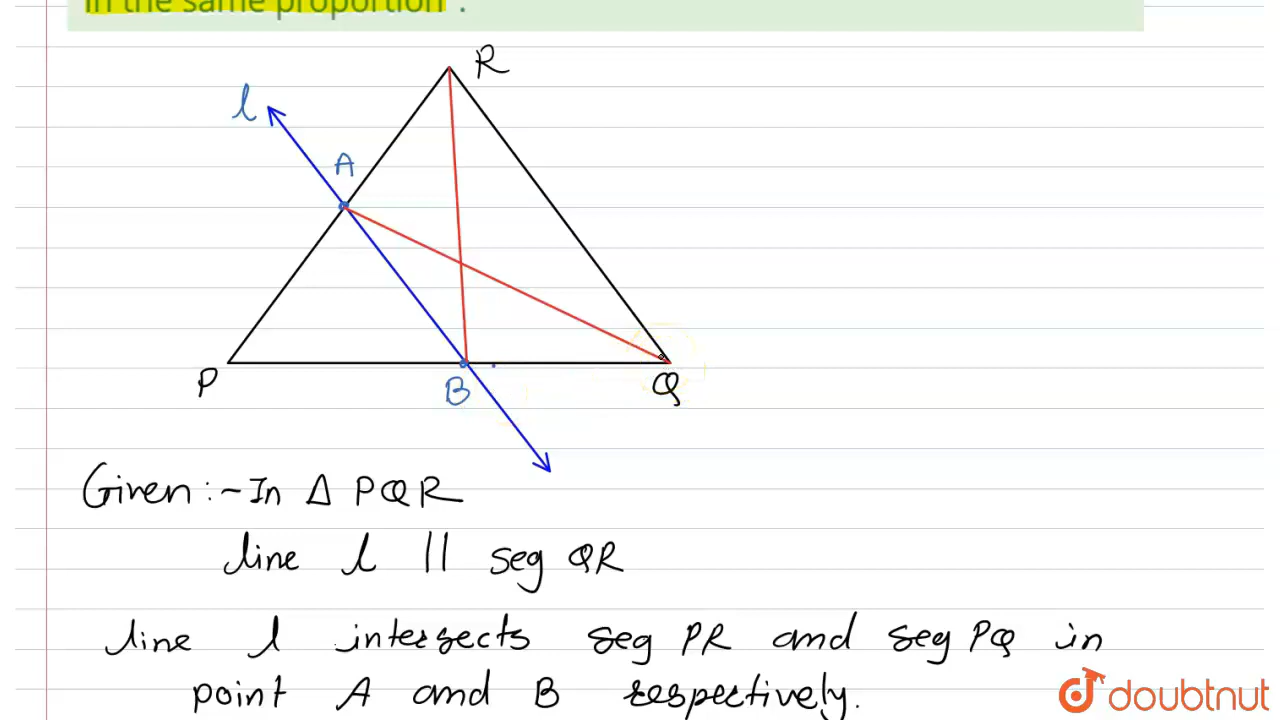 in the same proportion".
R
l
A
P
B
Q
Given :- In Δ PQR
line l || seg QR
line l intersects seg PR and seg PQ in
point A and B respectively.
doubtnut